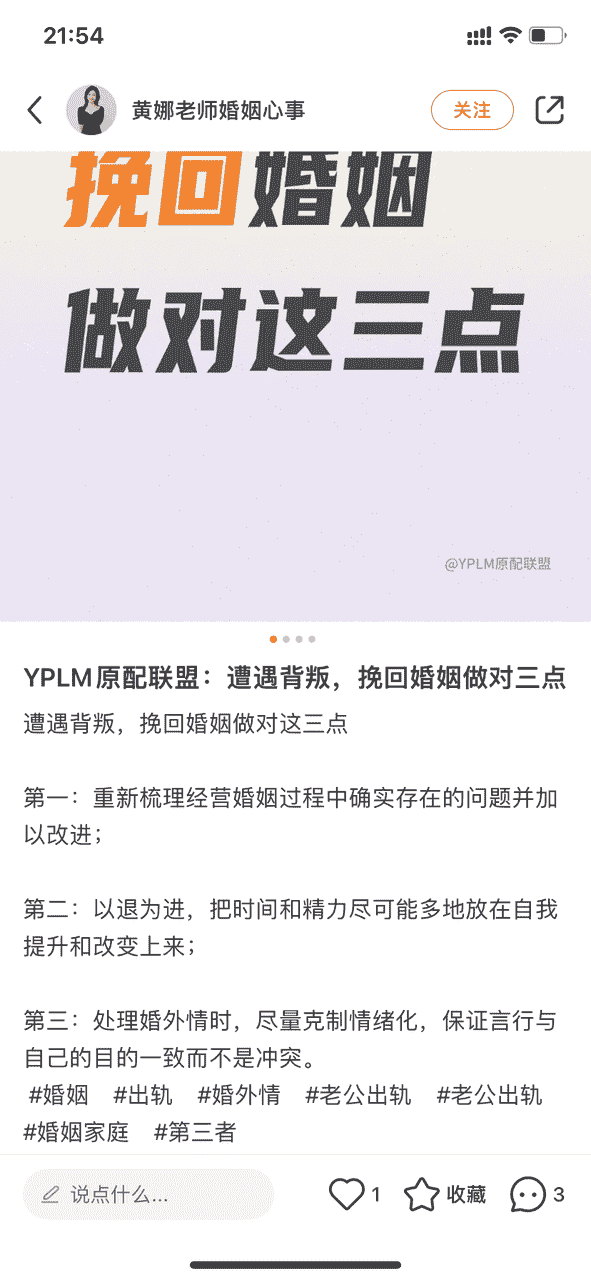 21:54
黄娜老师婚姻心事
关注
挽回婚姻
做对这三点
@YPLM原配联盟
YPLM原配联盟：遭遇背叛，挽回婚姻做对三点
遭遇背叛，挽回婚姻做对这三点
第一：重新梳理经营婚姻过程中确实存在的问题并加
以改进；
第二：以退为进，把时间和精力尽可能多地放在自我
提升和改变上来；
第三：处理婚外情时，尽量克制情绪化，保证言行与
自己的目的一致而不是冲突。
#婚姻 #出轨 #婚外情 #老公出轨 #老公出轨
#婚姻家庭 #第三者
说点什么... 1 收藏 3